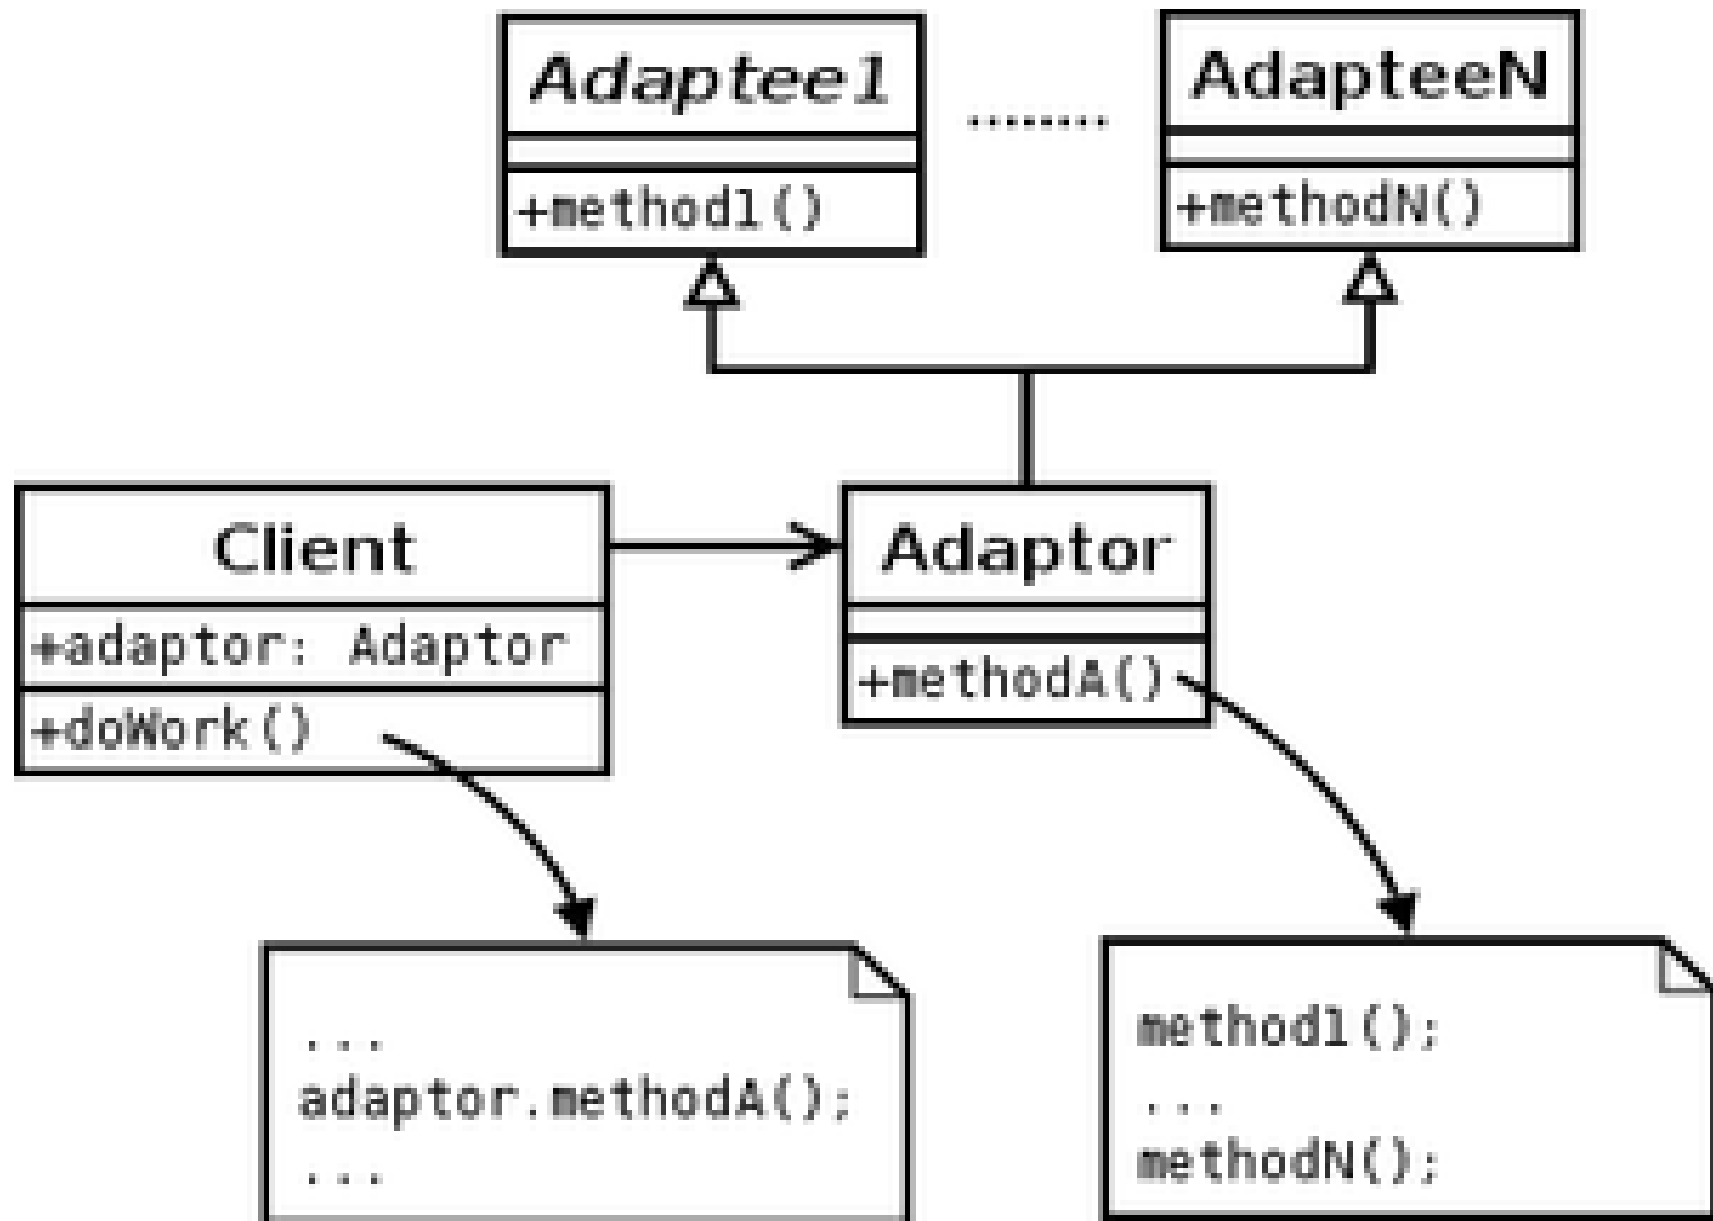 Adaptee1
+method1()
........
AdapteeN
+methodN()
Client
+adaptor: Adaptor
+doWork()
Adaptor
+methodA()
...
adaptor.methodA();
...
method1();
...
methodN();